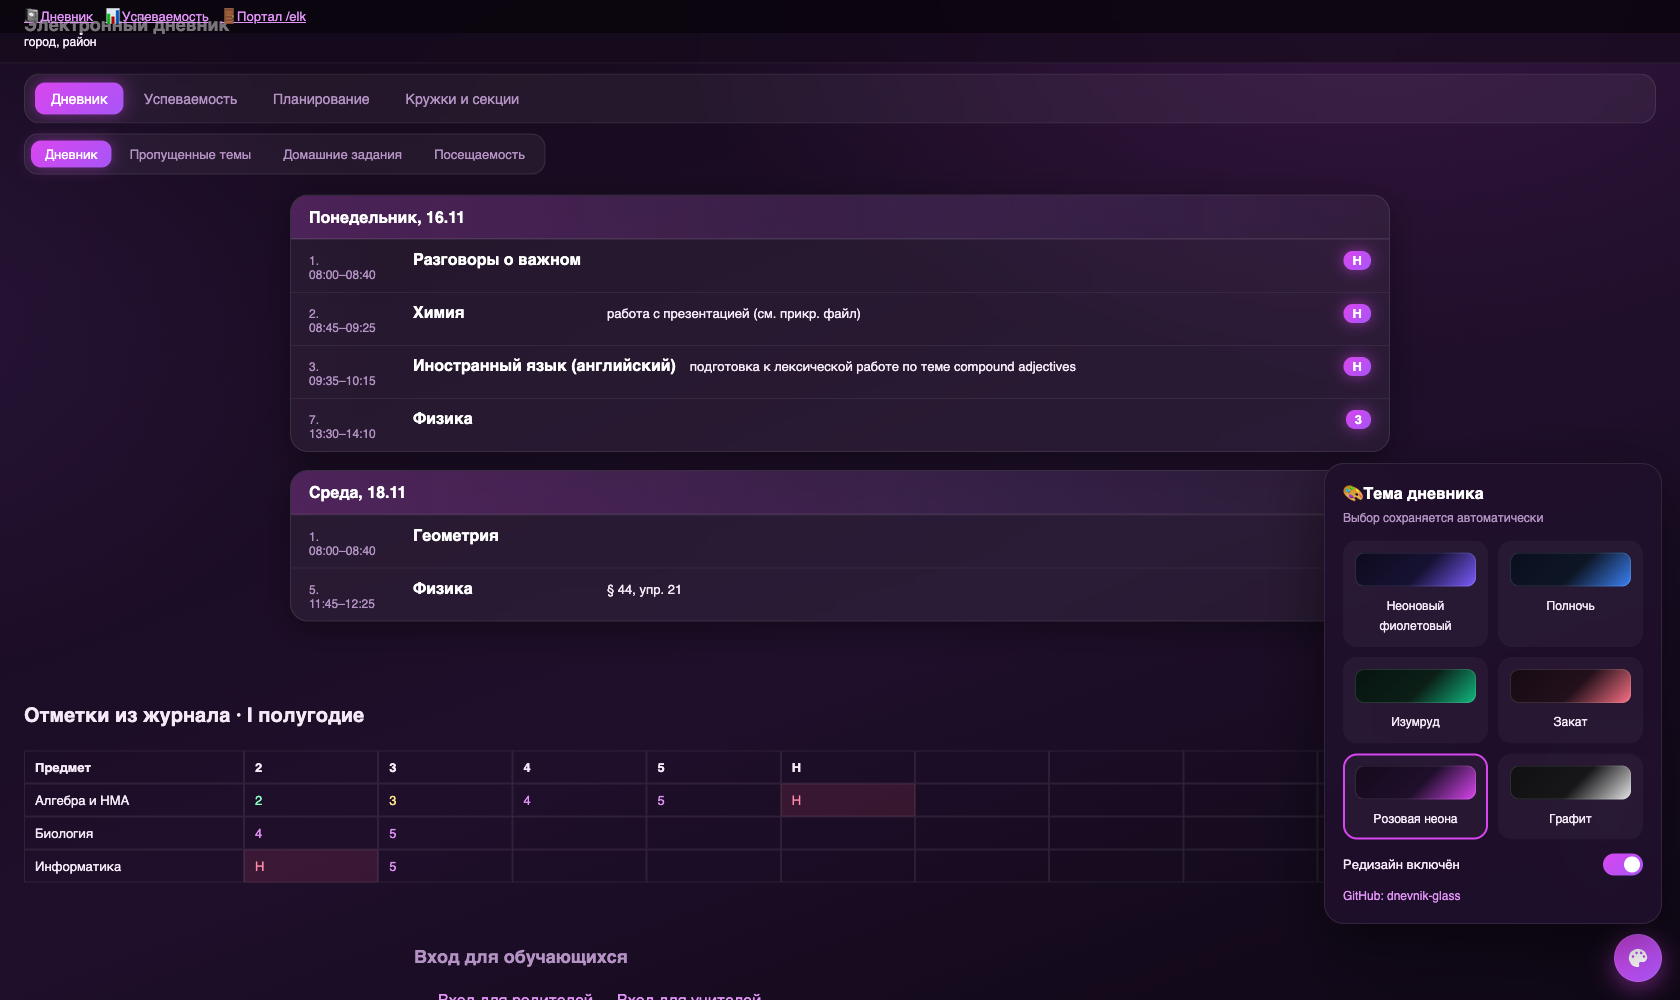 Дневник Успеваемость Портал /elk
Электронный дневник
город, район
Дневник Успеваемость Планирование Кружки и секции
Дневник Пропущенные темы Домашние задания Посещаемость
Понедельник, 16.11
1.
08:00–08:40
Разговоры о важном
Н
2.
08:45–09:25
Химия
работа с презентацией (см. прикр. файл)
Н
3.
09:35–10:15
Иностранный язык (английский)
подготовка к лексической работе по теме compound adjectives
Н
7.
13:30–14:10
Физика
3
Среда, 18.11
1.
08:00–08:40
Геометрия
5.
11:45–12:25
Физика
§ 44, упр. 21
Тема дневника
Выбор сохраняется автоматически
Неоновый
фиолетовый
Полночь
Изумруд
Закат
Розовая неона
Графит
Редизайн включён
GitHub: dnevnik-glass
Отметки из журнала · I полугодие
Предмет 2 3 4 5 Н
Алгебра и НМА 2 3 4 5 Н
Биология 4 5
Информатика Н 5
Вход для обучающихся
Вход для родителей Вход для учителей